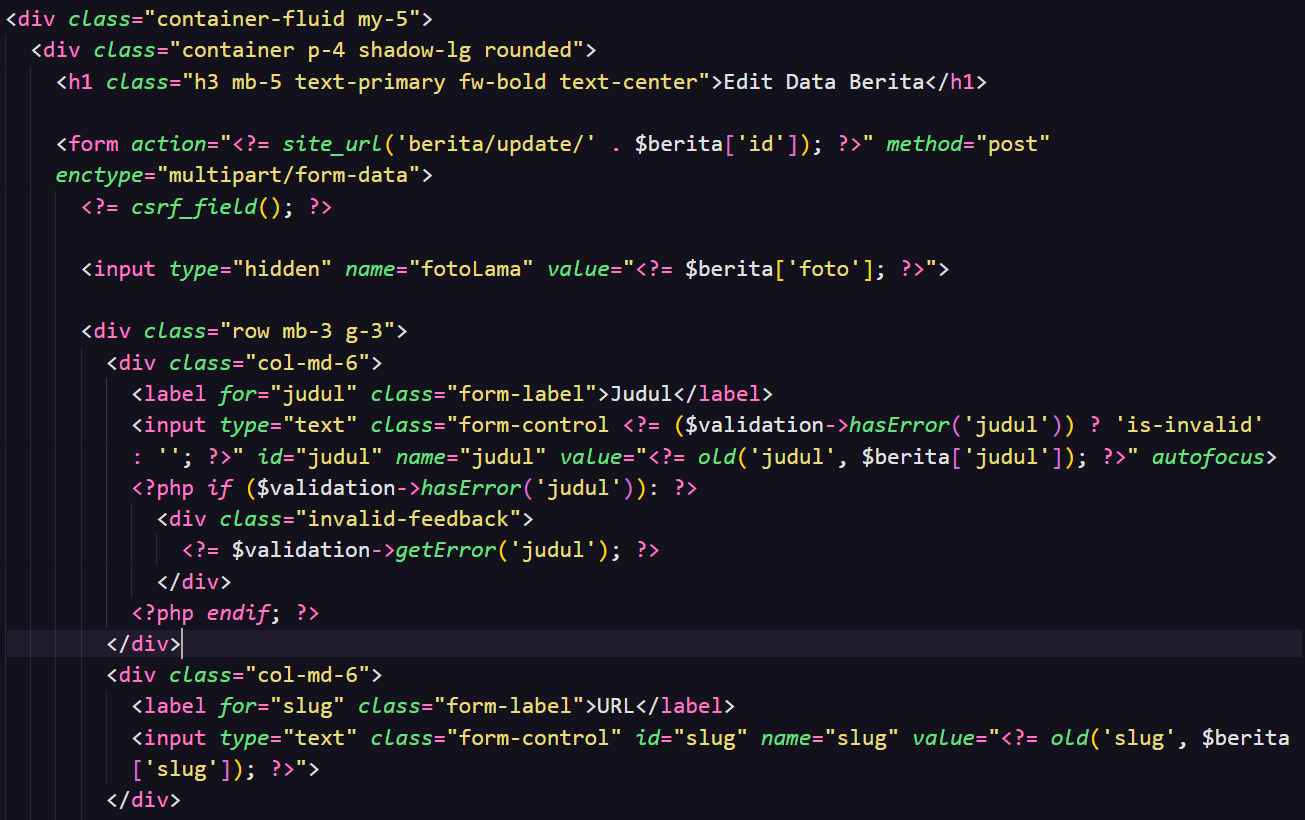 <div class="container-fluid my-5">
<div class="container p-4 shadow-lg rounded">
<h1 class="h3 mb-5 text-primary fw-bold text-center">Edit Data Berita</h1>
<form action="<?= site_url('berita/update/' . $berita['id']); ?>" method="post"
enctype="multipart/form-data">
<?= csrf_field(); ?>
<input type="hidden" name="fotoLama" value="<?= $berita['foto']; ?>">
<div class="row mb-3 g-3">
<div class="col-md-6">
<label for="judul" class="form-label">Judul</label>
<input type="text" class="form-control <?= ($validation->hasError('judul')) ? 'is-invalid'
: ''; ?>" id="judul" name="judul" value="<?= old('judul', $berita['judul']); ?>" autofocus>
<?php if ($validation->hasError('judul')): ?>
<div class="invalid-feedback">
<?= $validation->getError('judul'); ?>
</div>
<?php endif; ?>
</div>
<div class="col-md-6">
<label for="slug" class="form-label">URL</label>
<input type="text" class="form-control" id="slug" name="slug" value="<?= old('slug', $berita
['slug']); ?>">
</div>